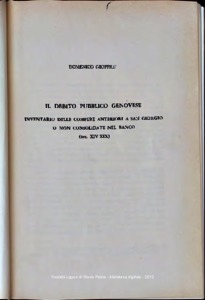 DOMENICO GIOFFRÈ
IL DEBITO PUBBLICO GENOVESE
INVENTARIO DELLE COMPERE ANTERIORI A SAN GIORGIO
O NON CONSOLIDATE NEL BANCO
(SEC. XIV-XIX)
Società Ligure di Storia Patria - biblioteca digitale - 2012